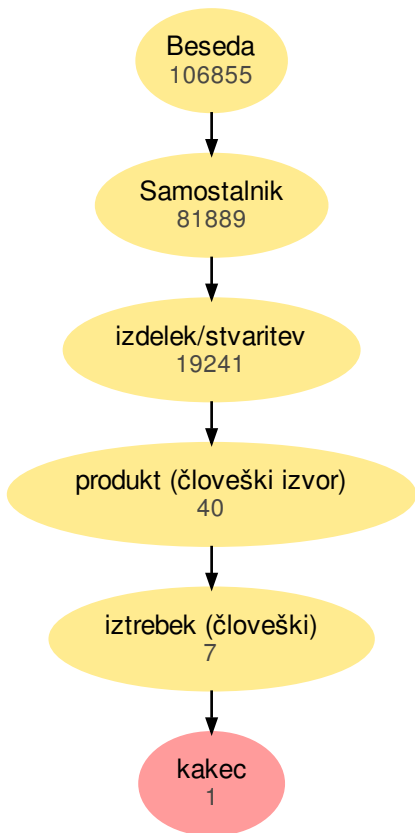 Beseda
106855
Samostalnik
81889
izdelek/stvaritev
19241
produkt (človeški izvor)
40
iztrebek (človeški)
7
kakec
1